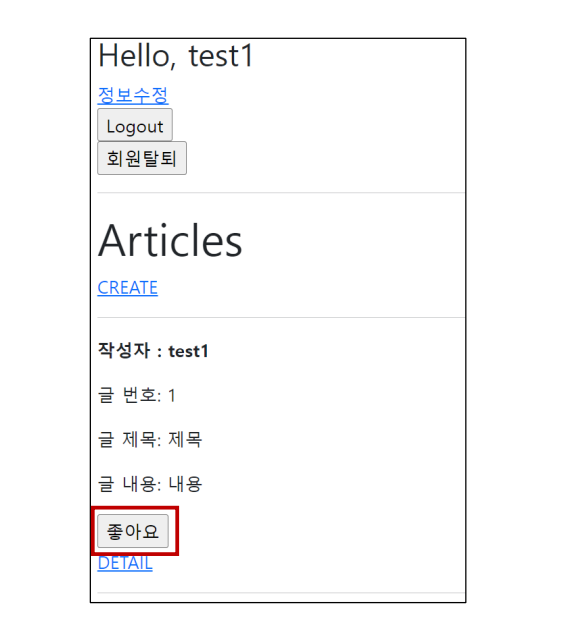 Hello, test1
정보수정
Logout
회원탈퇴
Articles
CREATE
작성자 : test1
글 번호: 1
글 제목: 제목
글 내용: 내용
좋아요
DETAIL